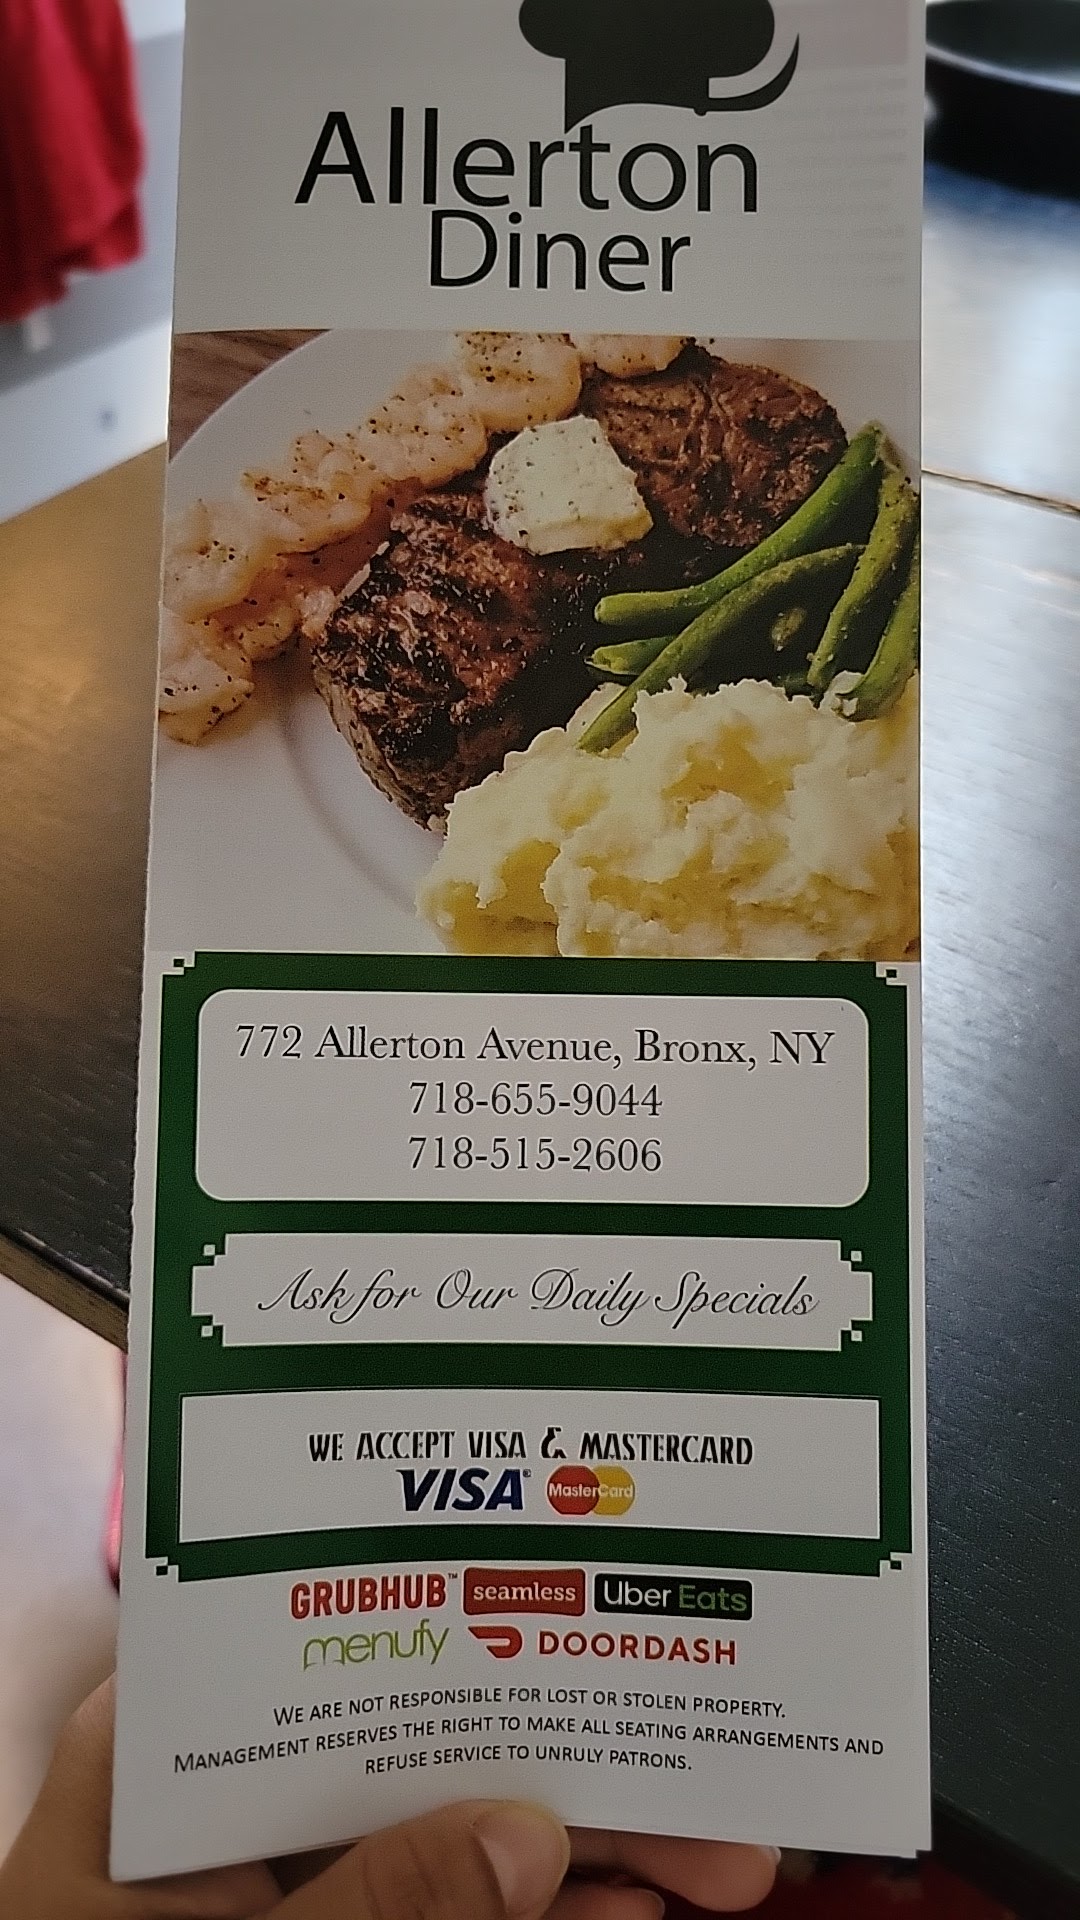 Allerton
Diner
772 Allerton Avenue, Bronx, NY
718-655-9044
718-515-2606
Ask for Our Daily Specials
WE ACCEPT VISA & MASTERCARD
VISA® MasterCard
GRUBHUB™ seamless Uber Eats
menufy DOORDASH
WE ARE NOT RESPONSIBLE FOR LOST OR STOLEN PROPERTY.
MANAGEMENT RESERVES THE RIGHT TO MAKE ALL SEATING ARRANGEMENTS AND
REFUSE SERVICE TO UNRULY PATRONS.